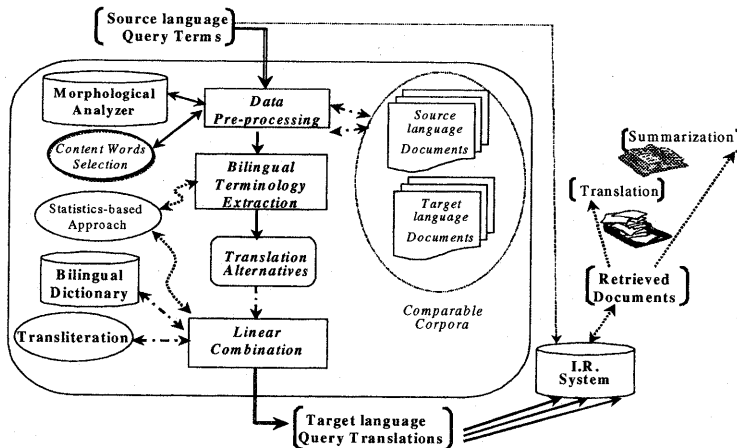 Source language
Query Terms
Morphological
Analyzer
Data
Pre-processing
Content Words
Selection
Source
language
Documents
Bilingual
Terminology
Extraction
Statistics-based
Approach
Target
language
Documents
Translation
Alternatives
Bilingual
Dictionary
Comparable
Corpora
Transliteration
Linear
Combination
Target language
Query Translations
I.R.
System
Retrieved
Documents
Translation
Summarization